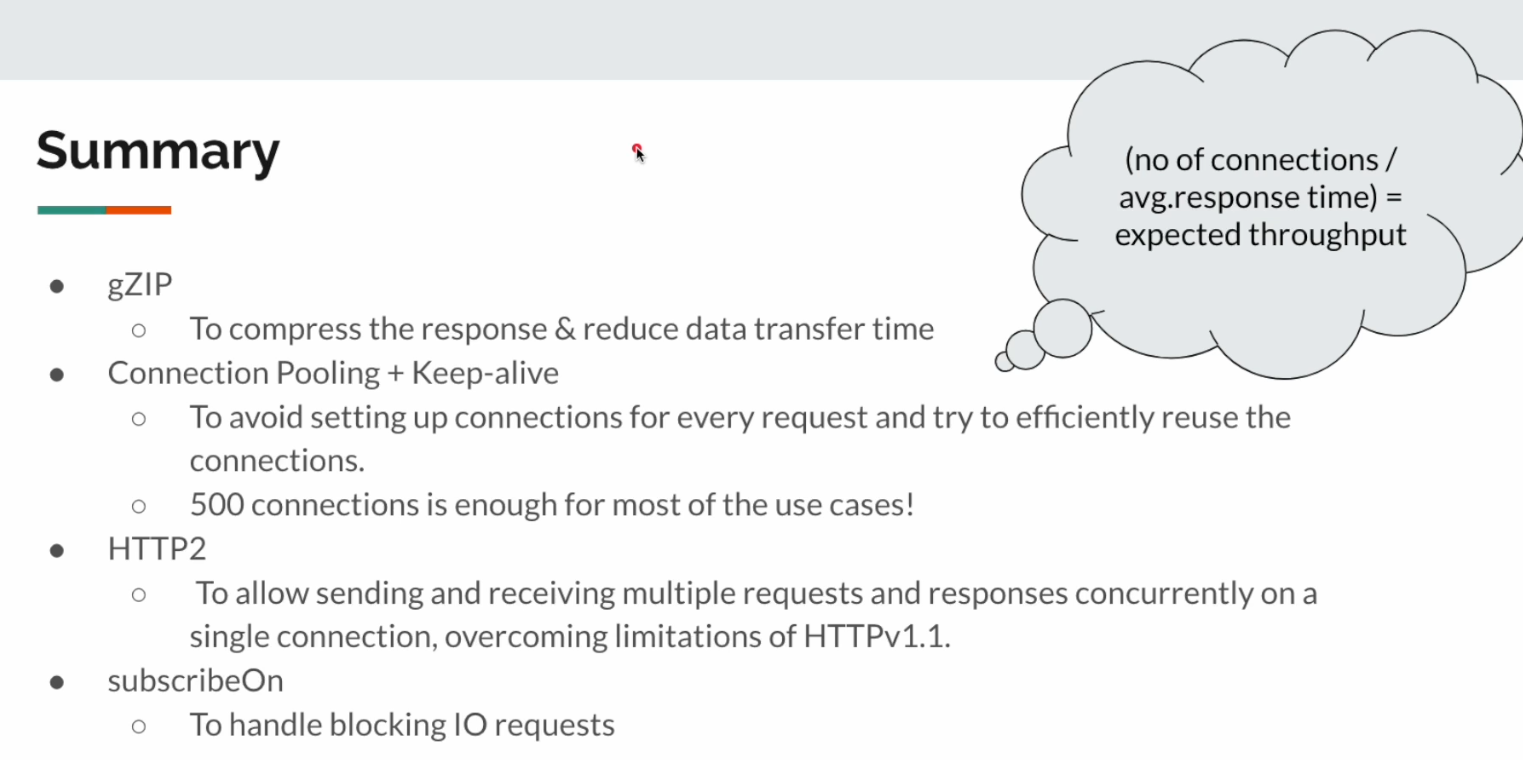 Summary
(no of connections /
avg.response time) =
expected throughput
● gZIP
○ To compress the response & reduce data transfer time
● Connection Pooling + Keep-alive
○ To avoid setting up connections for every request and try to efficiently reuse the
connections.
○ 500 connections is enough for most of the use cases!
● HTTP2
○ To allow sending and receiving multiple requests and responses concurrently on a
single connection, overcoming limitations of HTTPv1.1.
● subscribeOn
○ To handle blocking IO requests